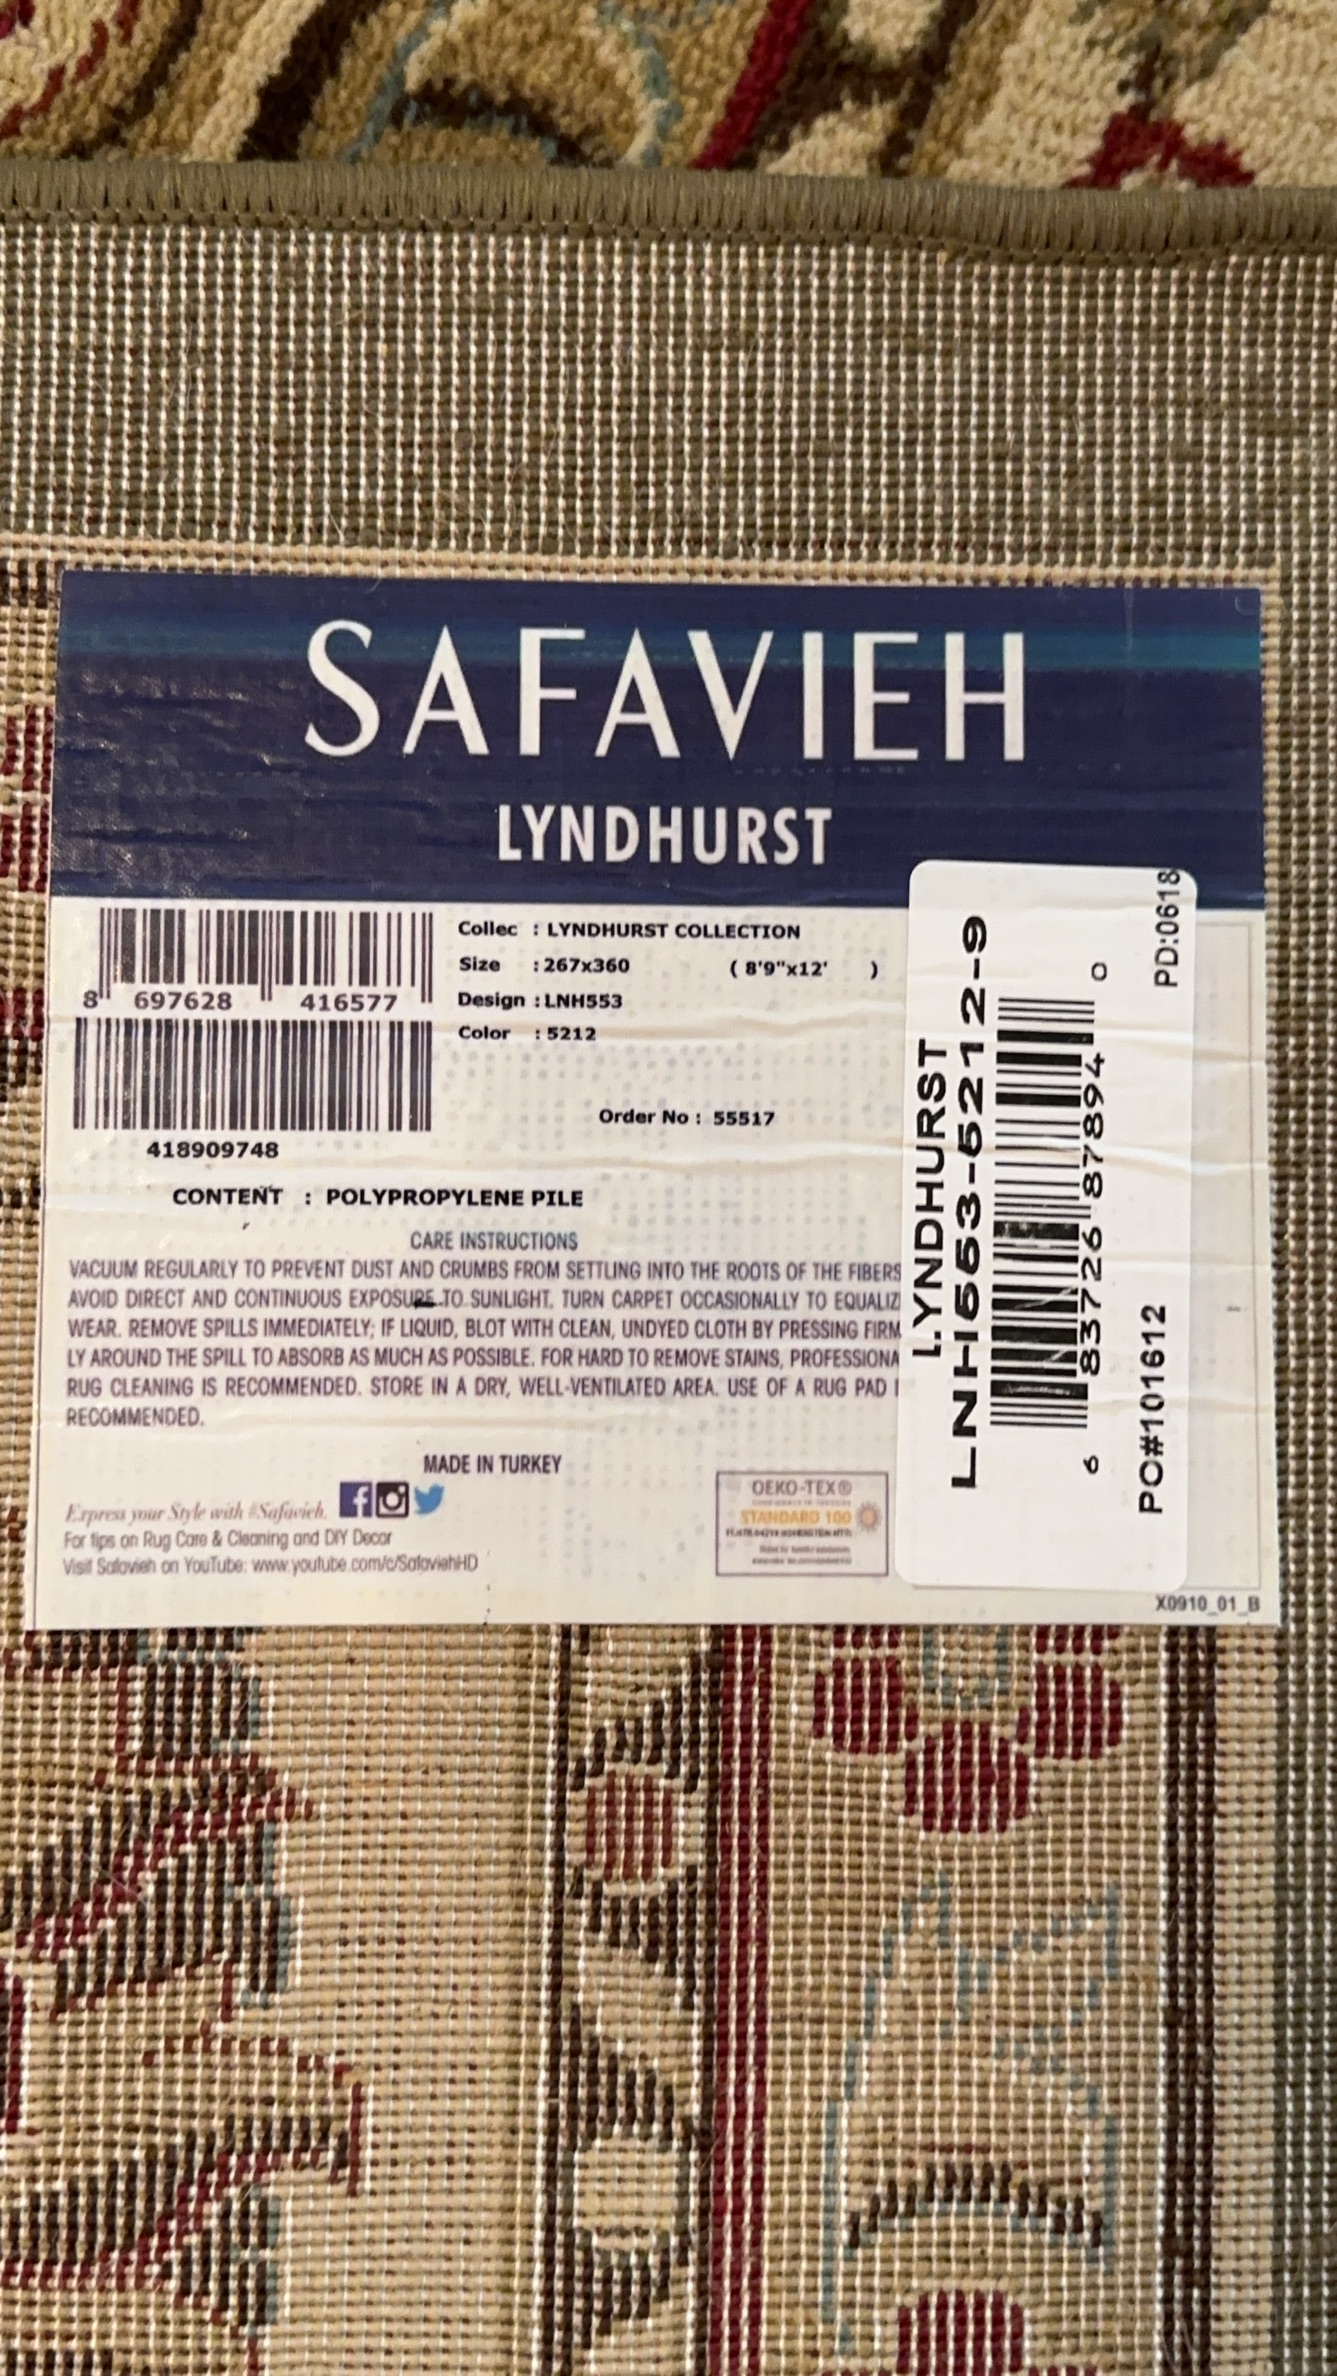 SAFAVIEH
LYNDHURST
8 697628 416577
418909748
Collec : LYNDHURST COLLECTION
Size : 267x360 ( 8'9"x12' )
Design : LNH553
Color : 5212
Order No : 55517
CONTENT : POLYPROPYLENE PILE
CARE INSTRUCTIONS
VACUUM REGULARLY TO PREVENT DUST AND CRUMBS FROM SETTLING INTO THE ROOTS OF THE FIBERS
AVOID DIRECT AND CONTINUOUS EXPOSURE TO SUNLIGHT. TURN CARPET OCCASIONALLY TO EQUALIZ
WEAR. REMOVE SPILLS IMMEDIATELY; IF LIQUID, BLOT WITH CLEAN, UNDYED CLOTH BY PRESSING FIRM
LY AROUND THE SPILL TO ABSORB AS MUCH AS POSSIBLE. FOR HARD TO REMOVE STAINS, PROFESSIONA
RUG CLEANING IS RECOMMENDED. STORE IN A DRY, WELL-VENTILATED AREA. USE OF A RUG PAD I
RECOMMENDED.
MADE IN TURKEY
Express your Style with #Safavieh.
For tips on Rug Care & Cleaning and DIY Decor
Visit Safavieh on YouTube: www.youtube.com/c/SafaviehHD
OEKO-TEX®
STANDARD 100
LYNDHURST
LNH553-5212-9
6 83726 87894 0
PO#101612 PD:0618
X0910_01_B